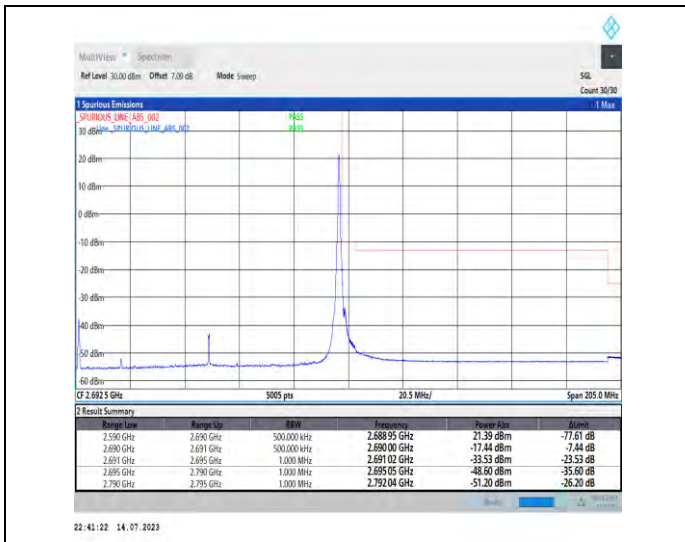 MultiView Spectrum
Ref Level 30.00 dBm Offset 7.09 dB Mode Sweep SGL
Count 30/30
1 Spurious Emissions 1 Max
_SPURIOUS_LINE_ABS_002 PASS
30 dBm Line _SPURIOUS_LINE_ABS_002 PASS
20 dBm
10 dBm
0 dBm
-10 dBm
-20 dBm
-30 dBm
-40 dBm
-50 dBm
-60 dBm
CF 2.692 5 GHz 5005 pts 20.5 MHz/ Span 205.0 MHz
2 Result Summary
Range Low Range Up RBW Frequency Power Abs ΔLimit
2.590 GHz 2.690 GHz 500.000 kHz 2.688 95 GHz 21.39 dBm -77.61 dB
2.690 GHz 2.691 GHz 500.000 kHz 2.690 00 GHz -17.44 dBm -7.44 dB
2.691 GHz 2.695 GHz 1.000 MHz 2.691 02 GHz -33.53 dBm -23.53 dB
2.695 GHz 2.790 GHz 1.000 MHz 2.695 05 GHz -48.60 dBm -35.60 dB
2.790 GHz 2.795 GHz 1.000 MHz 2.792 04 GHz -51.20 dBm -26.20 dB
22:41:22 14.07.2023